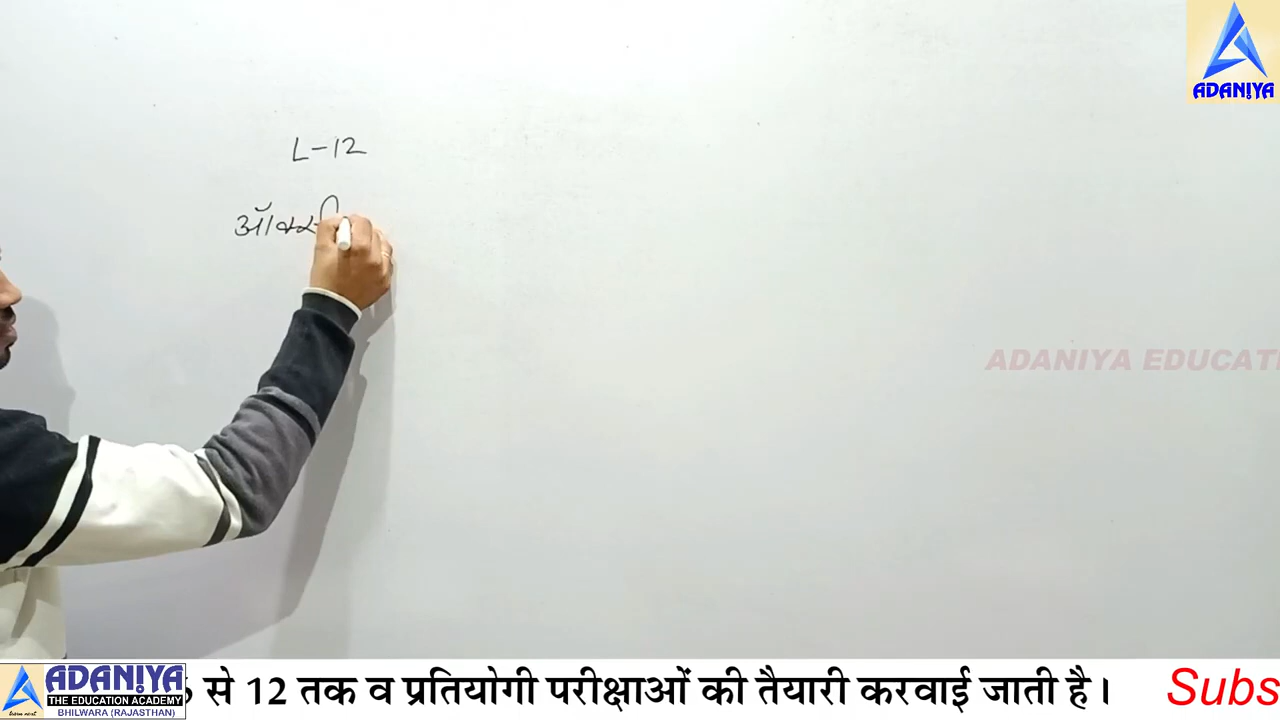 ADANIYA
L-12
ADANIYA EDUCATI
ADANIYA
THE EDUCATION ACADEMY
BHILWARA (RAJASTHAN)
से 12 तक व प्रतियोगी परीक्षाओं की तैयारी करवाई जाती है।
Subs